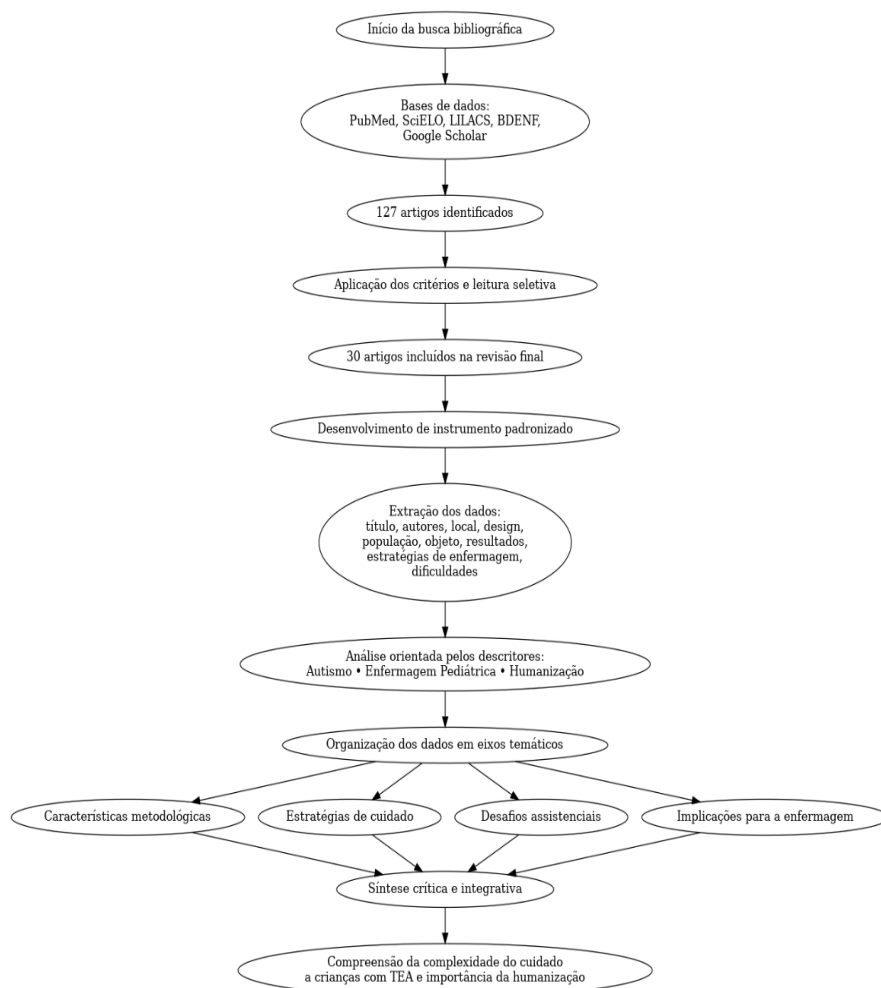 Início da busca bibliográfica
Bases de dados:
PubMed, SciELO, LILACS, BDENF,
Google Scholar
127 artigos identificados
Aplicação dos critérios e leitura seletiva
30 artigos incluídos na revisão final
Desenvolvimento de instrumento padronizado
Extração dos dados:
título, autores, local, design,
população, objeto, resultados,
estratégias de enfermagem,
dificuldades
Análise orientada pelos descritores:
Autismo • Enfermagem Pediátrica • Humanização
Organização dos dados em eixos temáticos
Características metodológicas
Estratégias de cuidado
Desafios assistenciais
Implicações para a enfermagem
Síntese crítica e integrativa
Compreensão da complexidade do cuidado
a crianças com TEA e importância da humanização